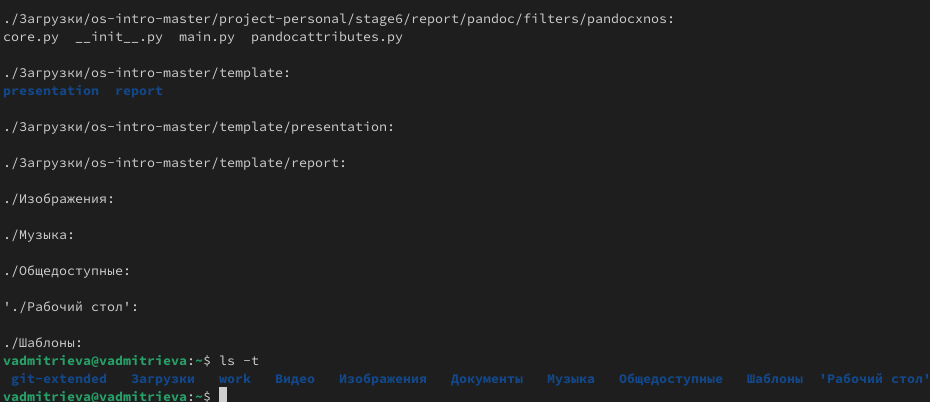 ./Загрузки/os-intro-master/project-personal/stage6/report/pandoc/filters/pandocxnos:
core.py  __init__.py  main.py  pandocattributes.py
./Загрузки/os-intro-master/template:
presentation  report
./Загрузки/os-intro-master/template/presentation:
./Загрузки/os-intro-master/template/report:
./Изображения:
./Музыка:
./Общедоступные:
'./Рабочий стол':
./Шаблоны:
vadmitrieva@vadmitrieva:~$ ls -t
git-extended   Загрузки   work   Видео   Изображения   Документы   Музыка   Общедоступные   Шаблоны  'Рабочий стол'
vadmitrieva@vadmitrieva:~$